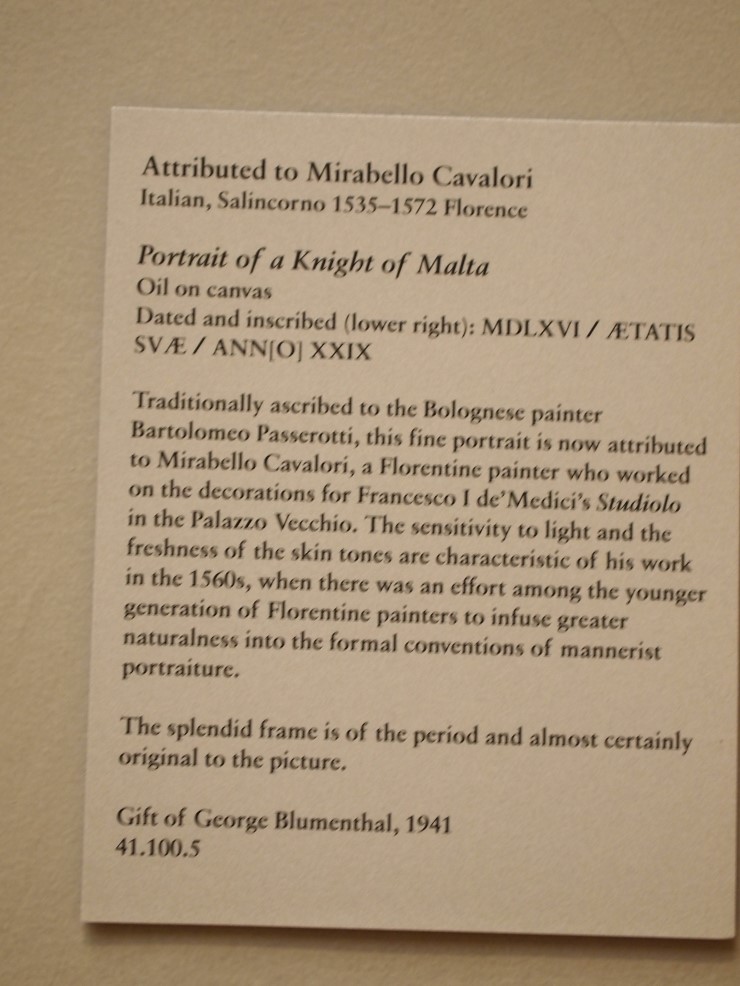 Attributed to Mirabello Cavalori
Italian, Salincorno 1535–1572 Florence
Portrait of a Knight of Malta
Oil on canvas
Dated and inscribed (lower right): MDLXVI / ÆTATIS
SVÆ / ANN[O] XXIX
Traditionally ascribed to the Bolognese painter
Bartolomeo Passerotti, this fine portrait is now attributed
to Mirabello Cavalori, a Florentine painter who worked
on the decorations for Francesco I de'Medici's Studiolo
in the Palazzo Vecchio. The sensitivity to light and the
freshness of the skin tones are characteristic of his work
in the 1560s, when there was an effort among the younger
generation of Florentine painters to infuse greater
naturalness into the formal conventions of mannerist
portraiture.
The splendid frame is of the period and almost certainly
original to the picture.
Gift of George Blumenthal, 1941
41.100.5